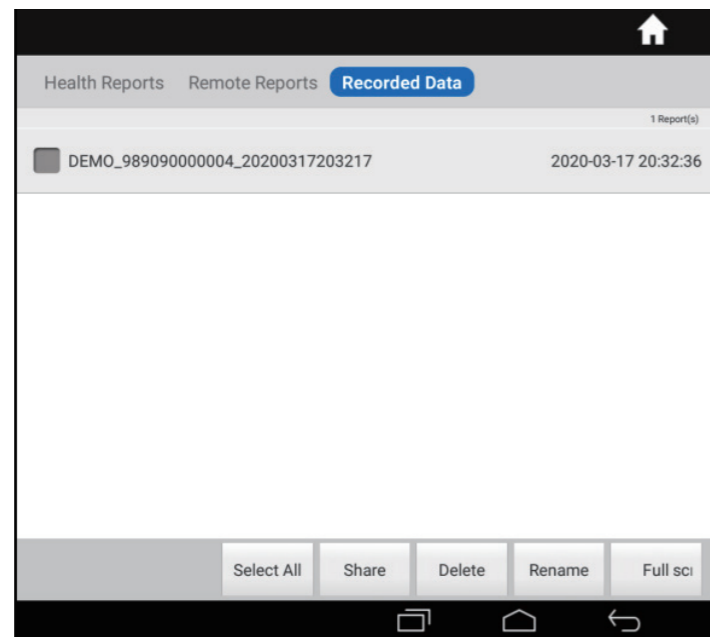 Health Reports Remote Reports Recorded Data
1 Report(s)
DEMO_989090000004_20200317203217 2020-03-17 20:32:36
Select All Share Delete Rename Full scr